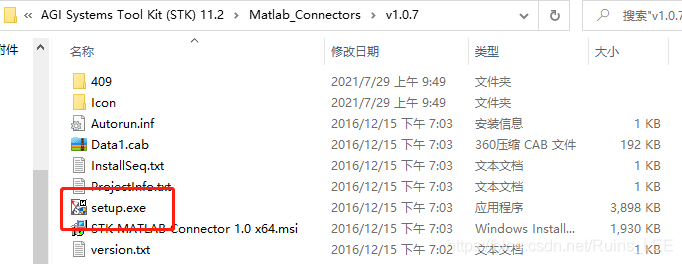 AGI Systems Tool Kit (STK) 11.2 › Matlab_Connectors › v1.0.7 搜索"v1.0.7
附件 名称 修改日期 类型 大小
409 2021/7/29 上午 9:49 文件夹
Icon 2021/7/29 上午 9:49 文件夹
Autorun.inf 2016/12/15 下午 7:03 安装信息 1 KB
Data1.cab 2016/12/15 下午 7:03 360压缩 CAB 文件 192 KB
InstallSeq.txt 2016/12/15 下午 7:03 文本文档 1 KB
ProjectInfo.txt 2016/12/15 下午 7:03 文本文档 1 KB
setup.exe 2016/12/15 下午 7:03 应用程序 3,898 KB
STK MATLAB Connector 1.0 x64.msi 2016/12/15 下午 7:03 Windows Install... 1,930 KB
version.txt 2016/12/15 下午 7:02 文本文档 1 KB